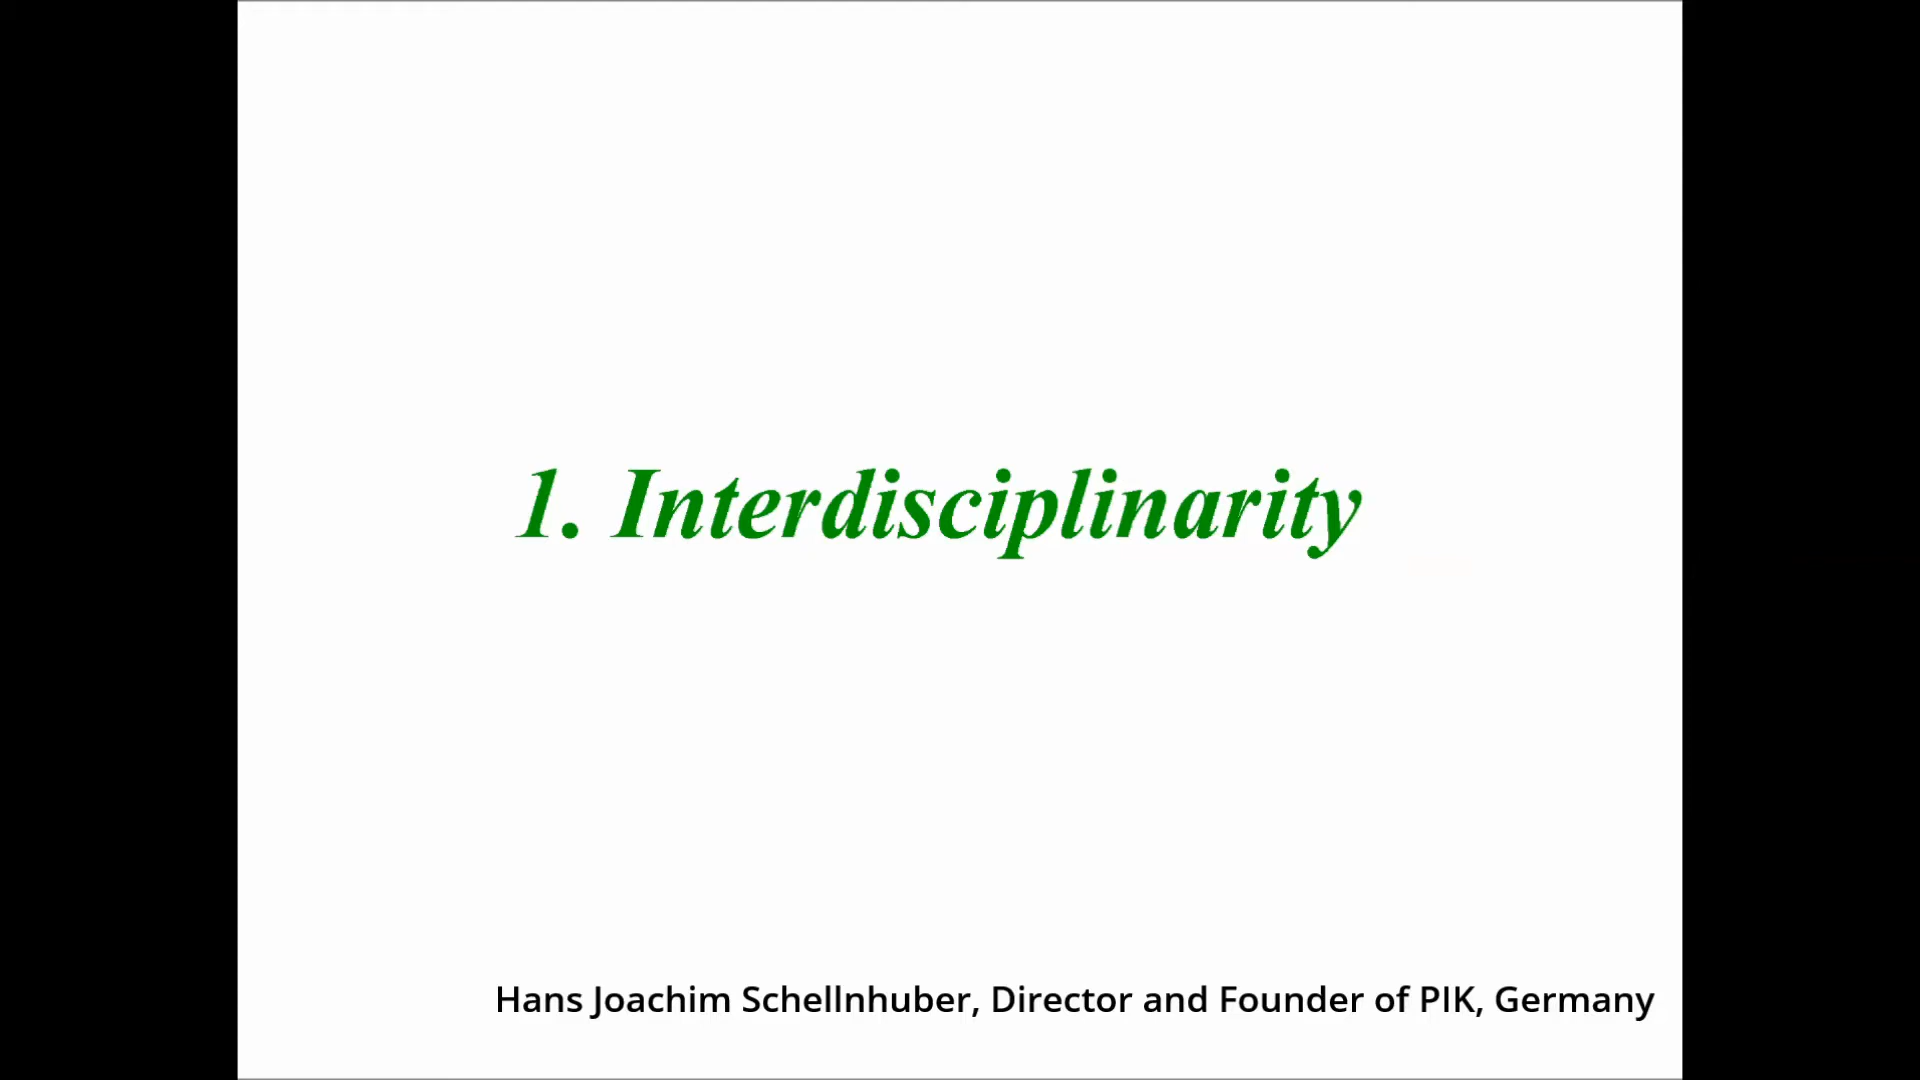 1. Interdisciplinarity
Hans Joachim Schellnhuber, Director and Founder of PIK, Germany